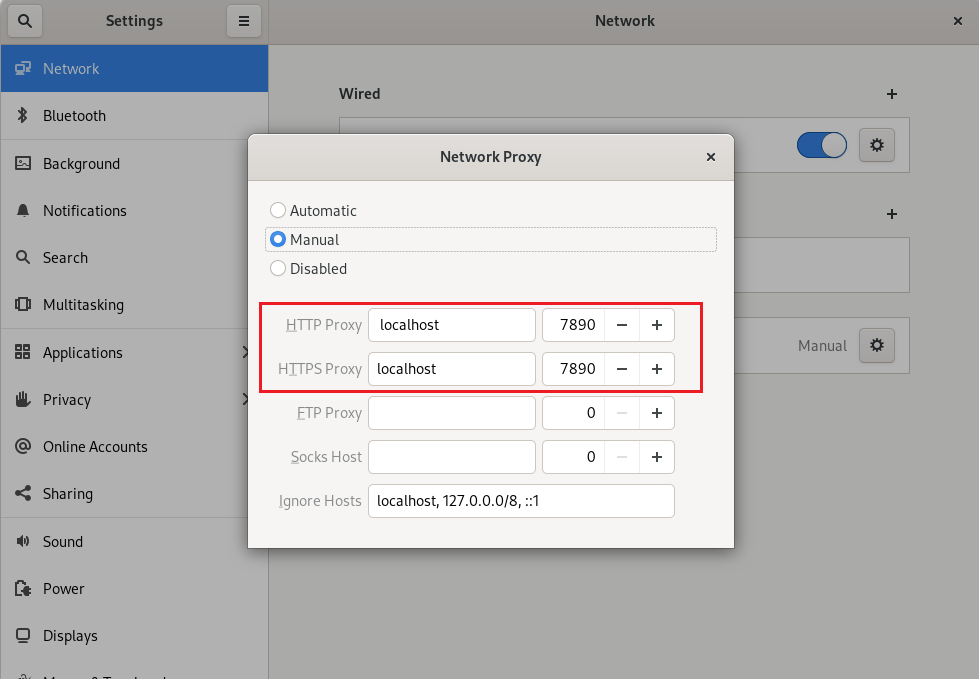 Settings
Network
Network
Bluetooth
Background
Notifications
Search
Multitasking
Applications
Privacy
Online Accounts
Sharing
Sound
Power
Displays
Wired
Manual
Network Proxy
Automatic
Manual
Disabled
HTTP Proxy localhost 7890
HTTPS Proxy localhost 7890
FTP Proxy 0
Socks Host 0
Ignore Hosts localhost, 127.0.0.0/8, ::1